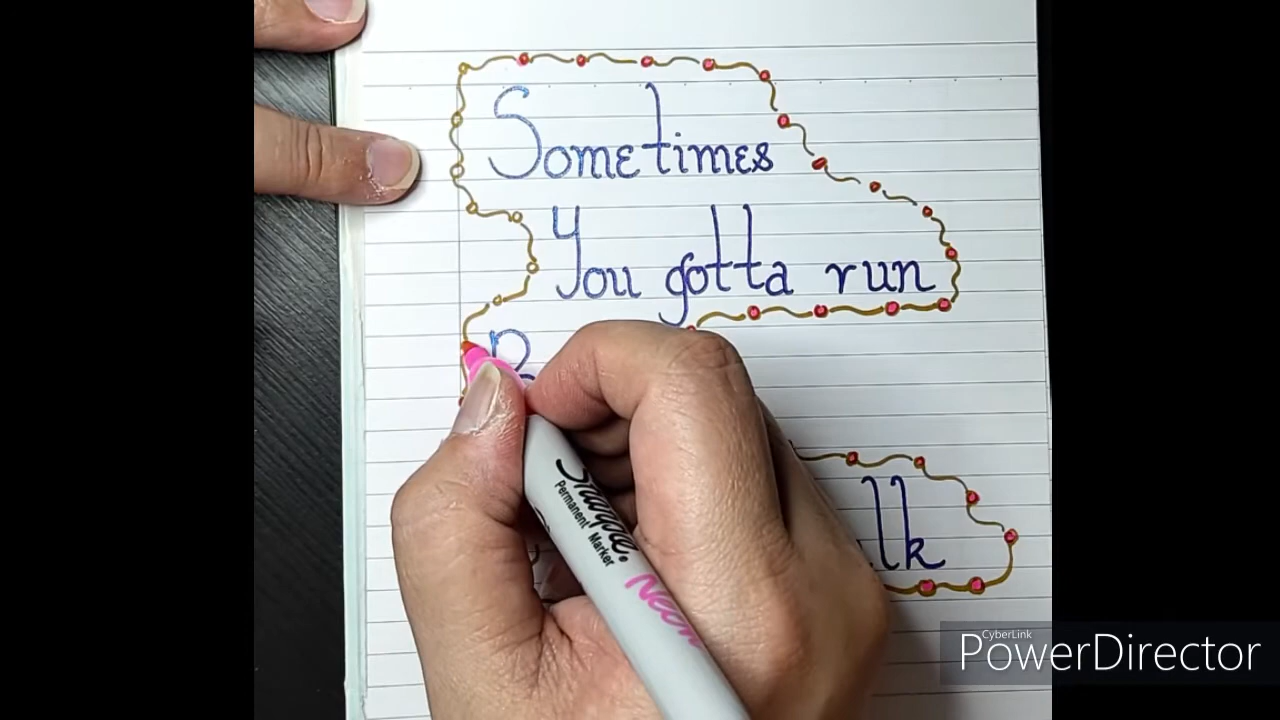 Sometimes
You gotta run
B
lk
Sharpie.
Permanent Marker
Neon
CyberLink
PowerDirector